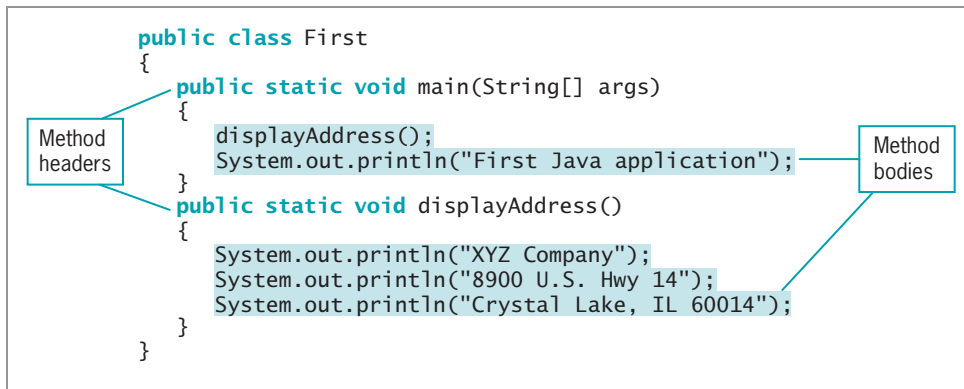 public class First
{
public static void main(String[] args)
{
displayAddress();
System.out.println("First Java application");
}
public static void displayAddress()
{
System.out.println("XYZ Company");
System.out.println("8900 U.S. Hwy 14");
System.out.println("Crystal Lake, IL 60014");
}
}
Method
headers
Method
bodies